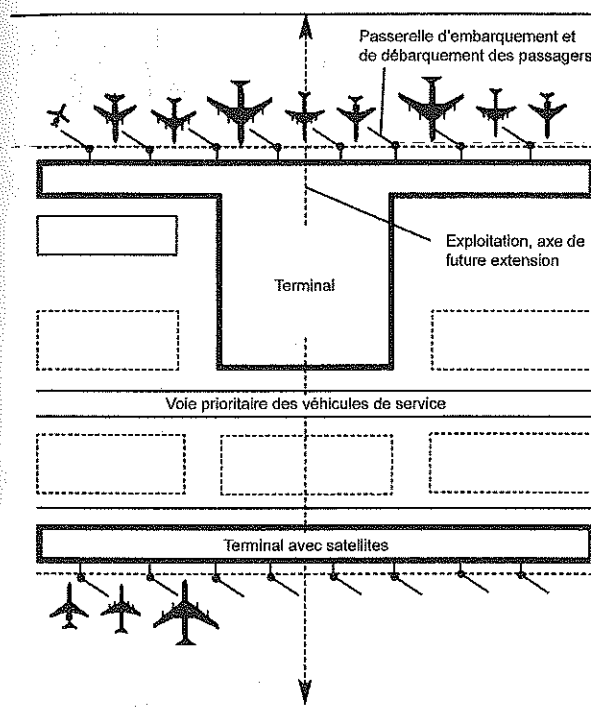 Passerelle d'embarquement et
de débarquement des passagers
Exploitation, axe de
future extension
Terminal
Voie prioritaire des véhicules de service
Terminal avec satellites